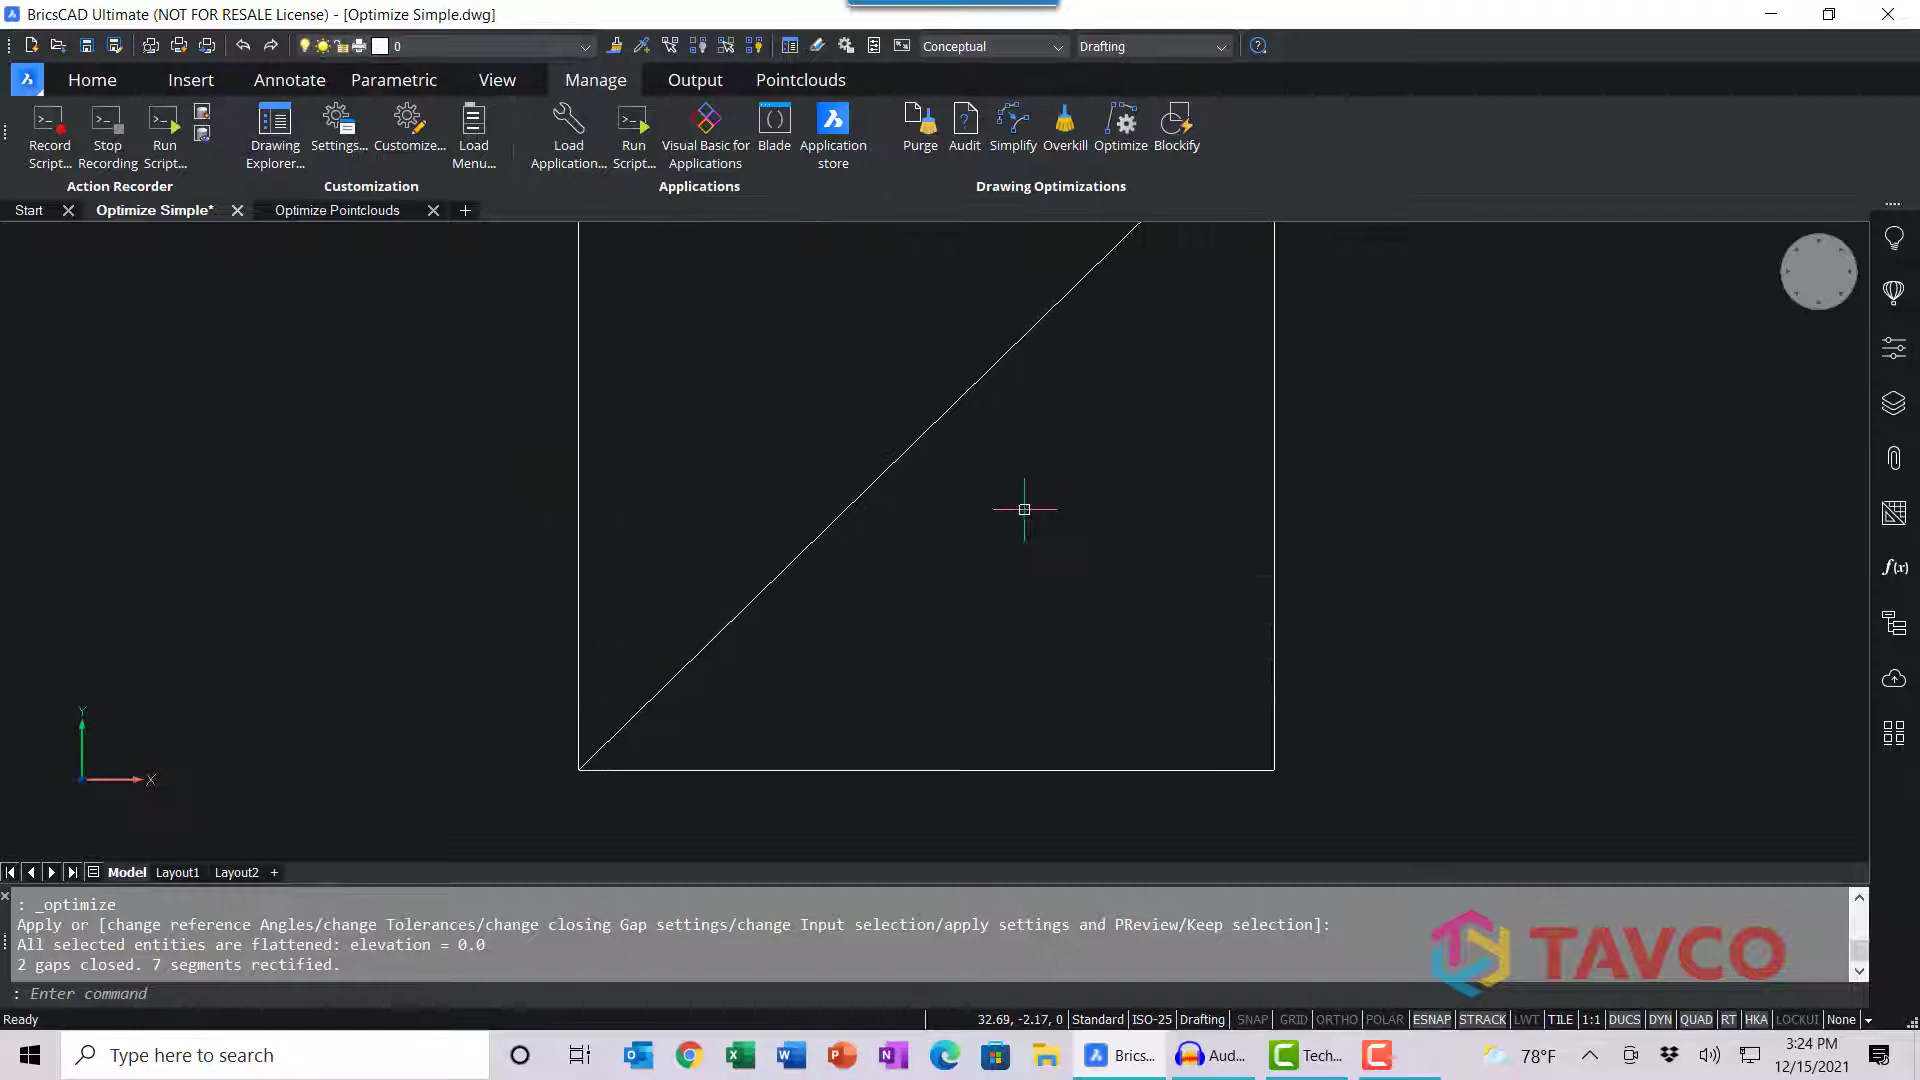 BricsCAD Ultimate (NOT FOR RESALE License) - [Optimize Simple.dwg]
0
Conceptual
Drafting
Home
Insert
Annotate
Parametric
View
Manage
Output
Pointclouds
Record Script...
Stop Recording
Run Script...
Drawing Explorer...
Settings...
Customize...
Load Menu...
Load Application...
Run Script...
Visual Basic for Applications
Blade
Application store
Purge
Audit
Simplify
Overkill
Optimize
Blockify
Action Recorder
Customization
Applications
Drawing Optimizations
Start
Optimize Simple*
Optimize Pointclouds
f(x)
Y
X
Model
Layout1
Layout2
: _optimize
Apply or [change reference Angles/change Tolerances/change closing Gap settings/change Input selection/apply settings and PReview/Keep selection]:
All selected entities are flattened: elevation = 0.0
2 gaps closed. 7 segments rectified.
: Enter command
TAVCO
Ready
32.69, -2.17, 0
Standard
ISO-25
Drafting
SNAP
GRID
ORTHO
POLAR
ESNAP
STRACK
LWT
TILE
1:1
DUCS
DYN
QUAD
RT
HKA
LOCKUI
None
Type here to search
Brics...
Aud...
Tech...
78°F
3:24 PM
12/15/2021